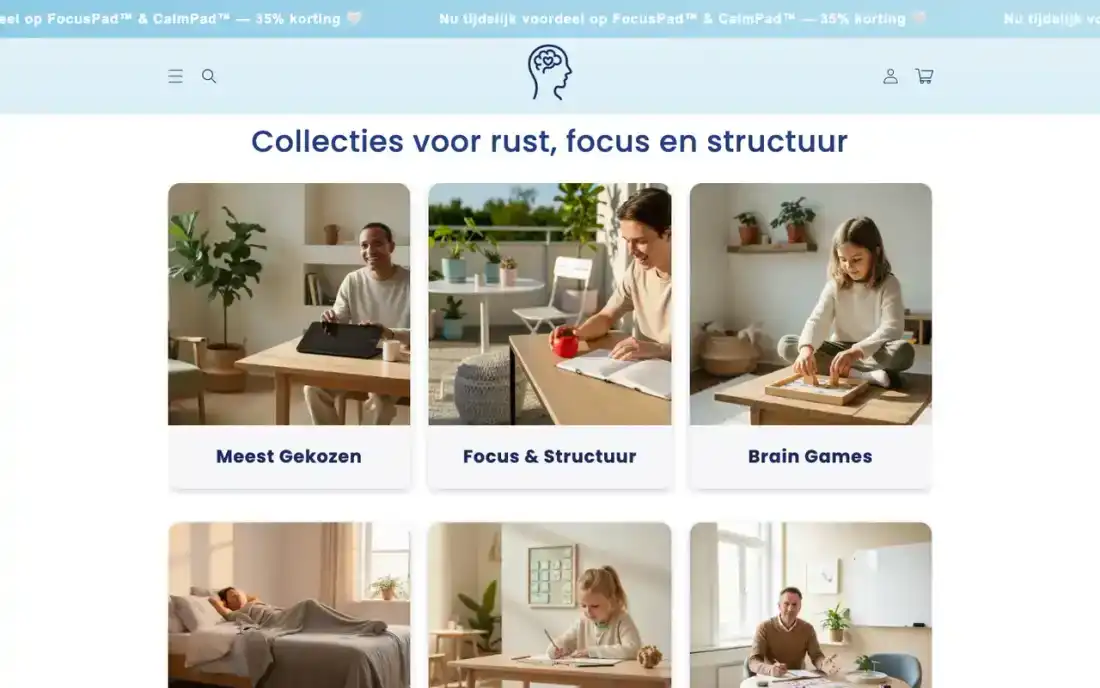 eel op FocusPad™ & CalmPad™ — 35% korting 🤍 Nu tijdelijk voordeel op FocusPad™ & CalmPad™ — 35% korting 🤍 Nu tijdelijk vo
Collecties voor rust, focus en structuur
Meest Gekozen
Focus & Structuur
Brain Games